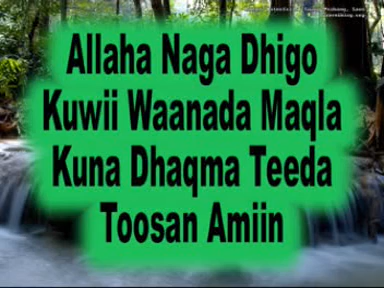 Allaha Naga Dhigo
Kuwii Waanada Maqla
Kuna Dhaqma Teeda
Toosan Amiin